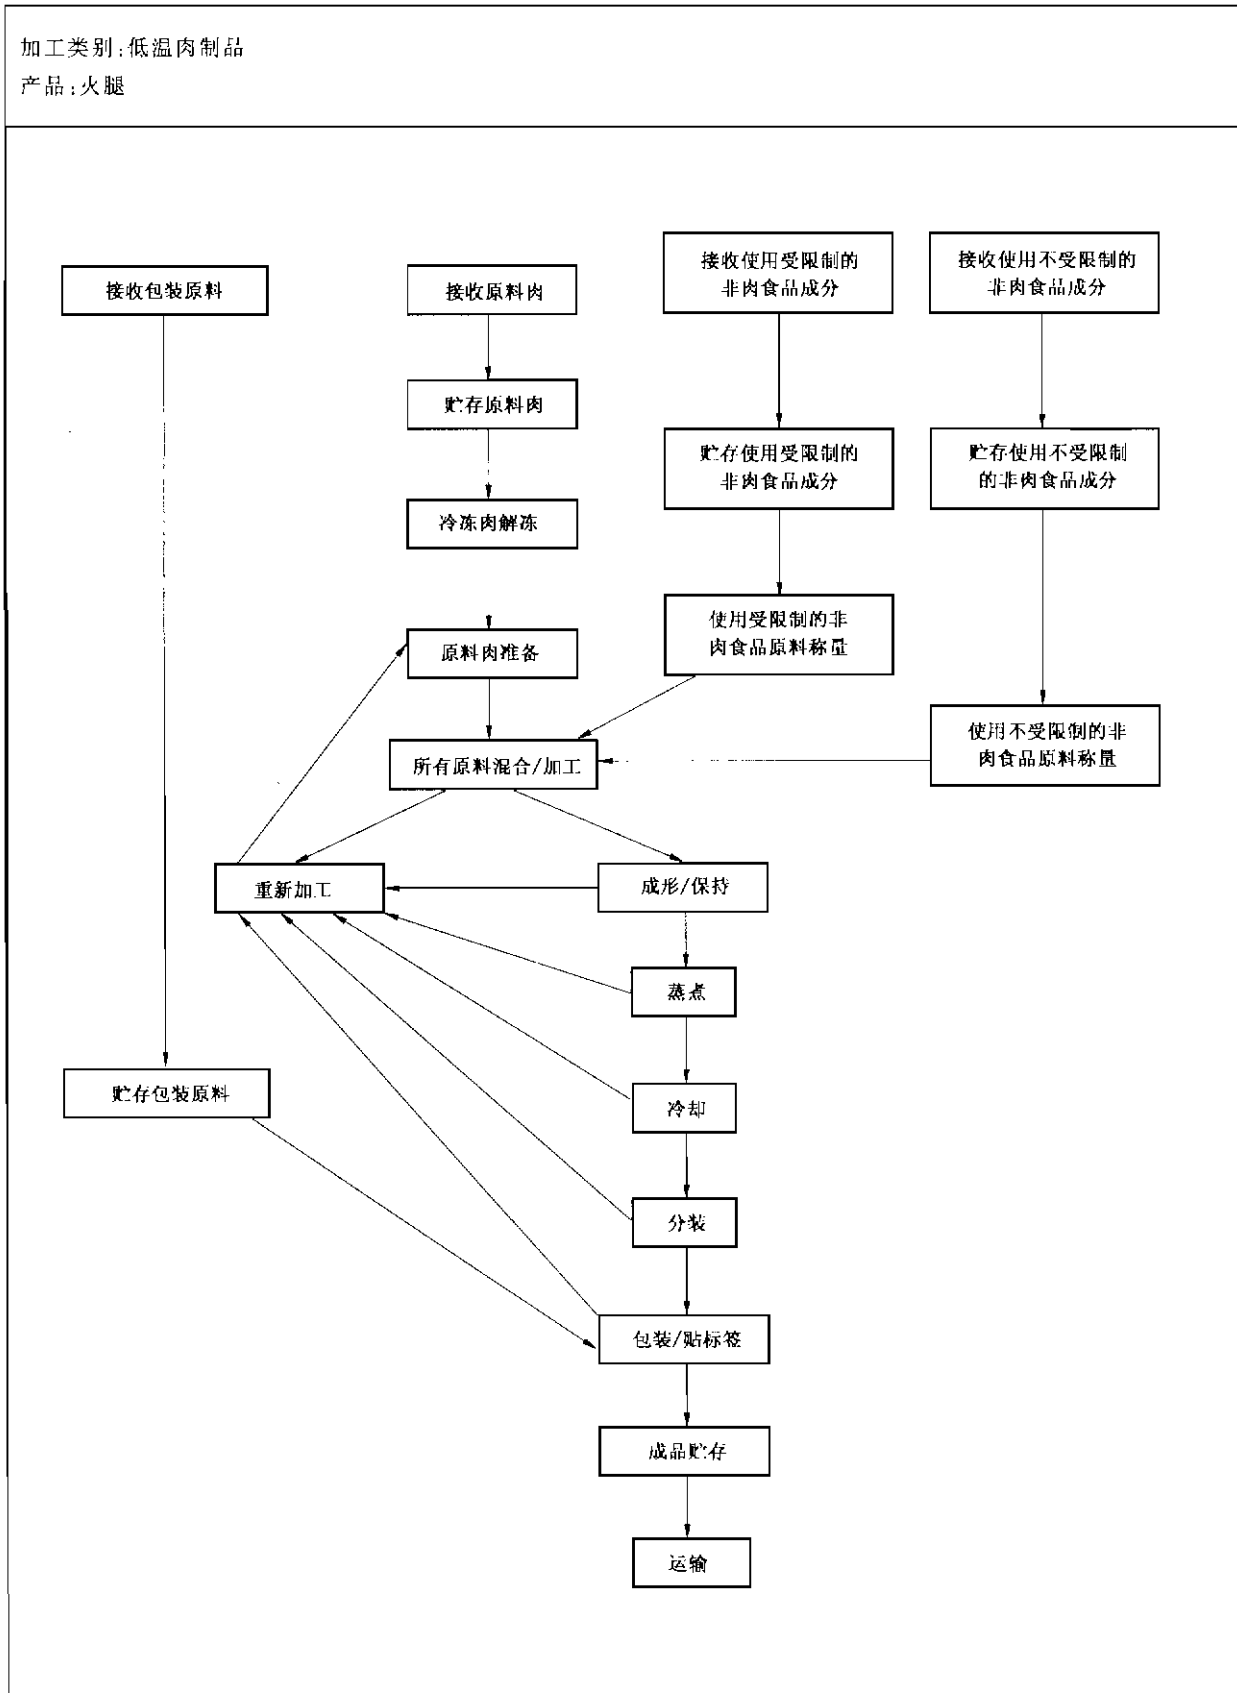 加工类别:低温肉制品
产品:火腿
接收包装原料
接收原料肉
接收使用受限制的
非肉食品成分
接收使用不受限制的
非肉食品成分
贮存原料肉
贮存使用受限制的
非肉食品成分
贮存使用不受限制
的非肉食品成分
冷冻肉解冻
使用受限制的非
肉食品原料称量
原料肉准备
使用不受限制的非
肉食品原料称量
所有原料混合/加工
重新加工
成形/保持
蒸煮
贮存包装原料
冷却
分装
包装/贴标签
成品贮存
运输